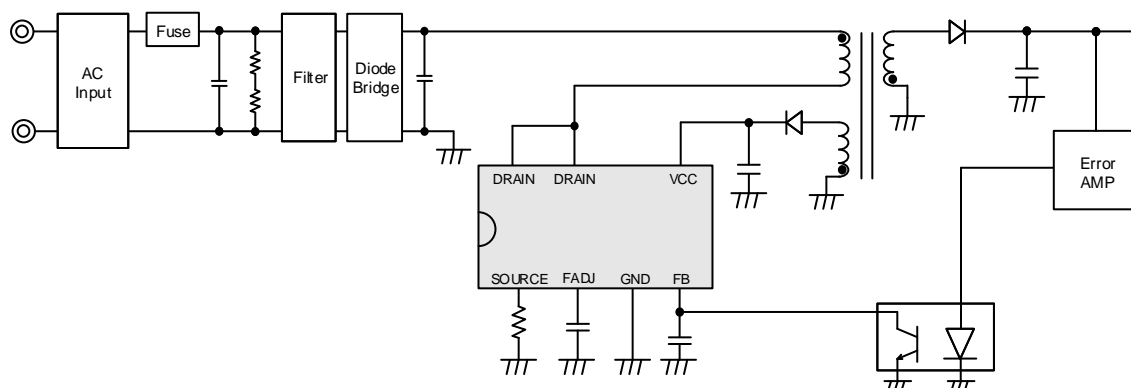 AC
Input
Fuse
Filter
Diode
Bridge
DRAIN
DRAIN
VCC
SOURCE
FADJ
GND
FB
Error
AMP